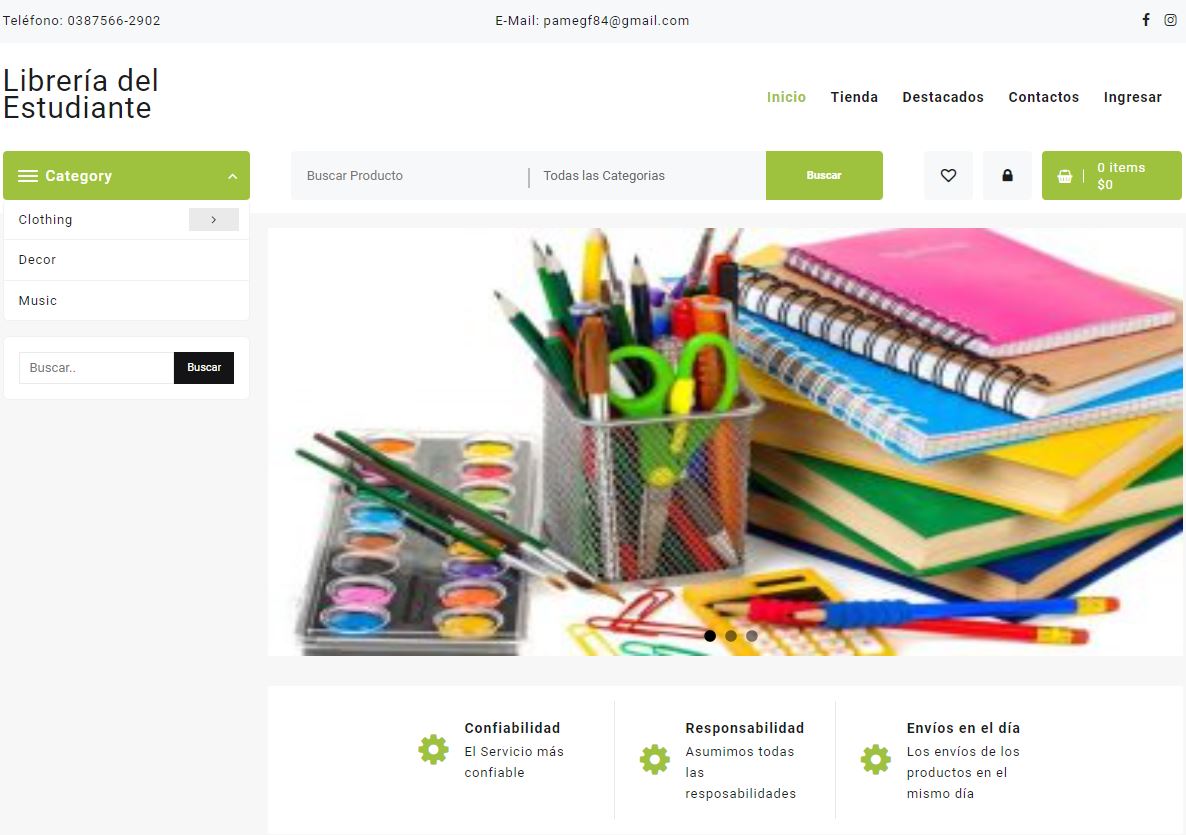 Teléfono: 0387566-2902
E-Mail: pamegf84@gmail.com
Librería del
Estudiante
Inicio
Tienda
Destacados
Contactos
Ingresar
Category
Buscar Producto
Todas las Categorias
Buscar
0 items
$0
Clothing
Decor
Music
Buscar..
Buscar
Confiabilidad
El Servicio más
confiable
Responsabilidad
Asumimos todas
las
resposabilidades
Envíos en el día
Los envíos de los
productos en el
mismo día